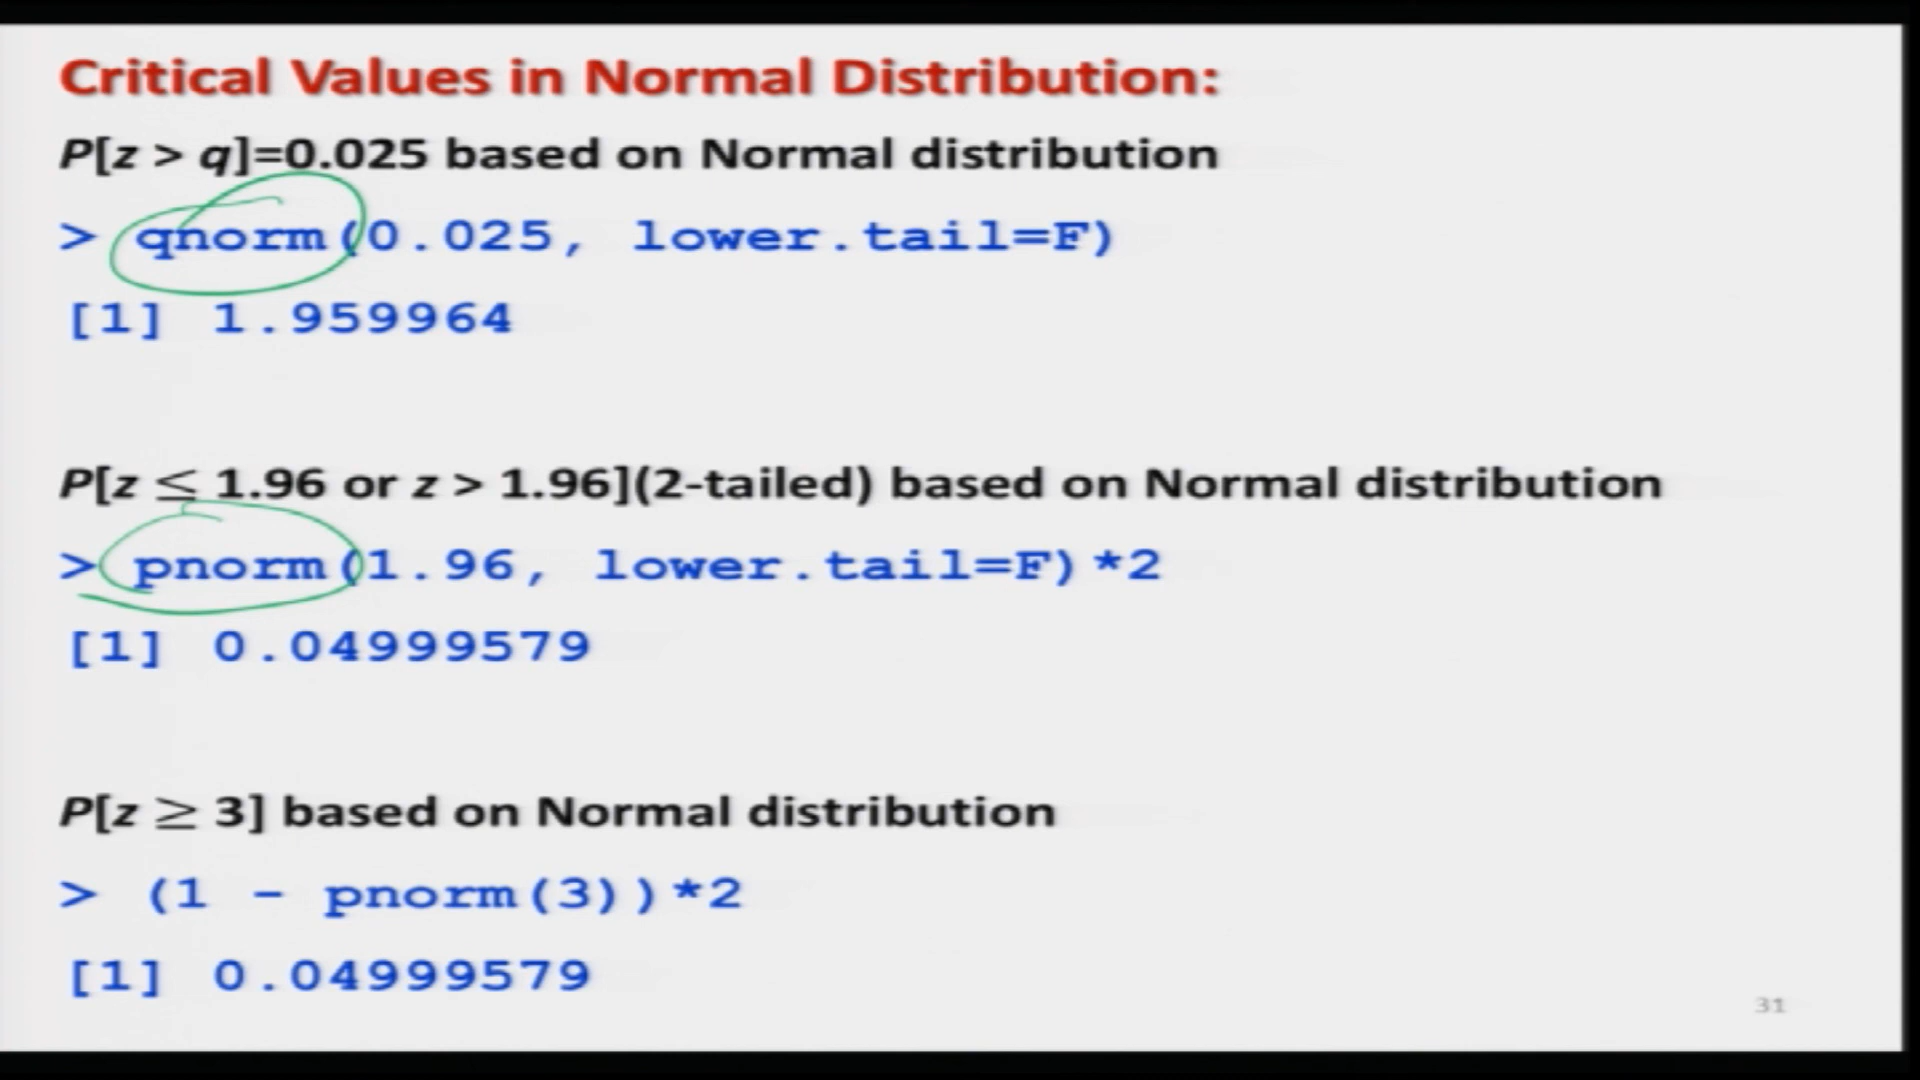 Critical Values in Normal Distribution:
P[z > q]=0.025 based on Normal distribution
> qnorm(0.025, lower.tail=F)
[1] 1.959964
P[z ≤ 1.96 or z > 1.96](2-tailed) based on Normal distribution
> pnorm(1.96, lower.tail=F)*2
[1] 0.04999579
P[z ≥ 3] based on Normal distribution
> (1 - pnorm(3))*2
[1] 0.04999579
31